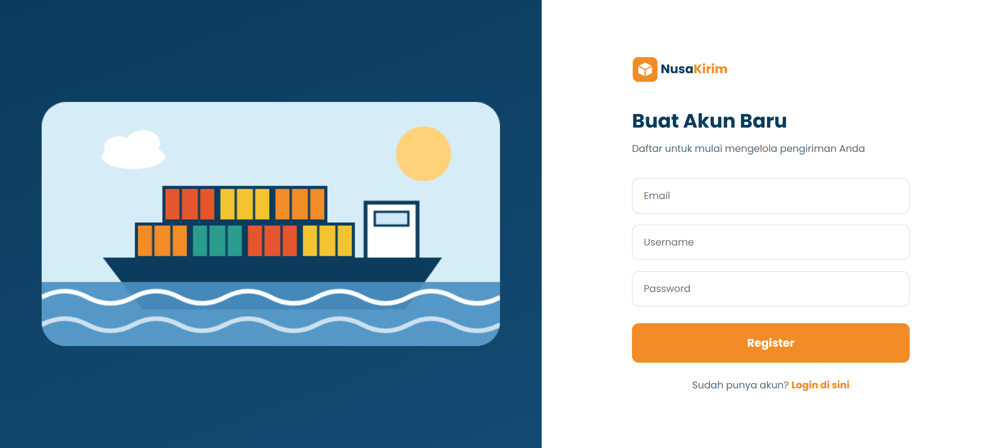 NusaKirim
Buat Akun Baru
Daftar untuk mulai mengelola pengiriman Anda
Email
Username
Password
Register
Sudah punya akun? Login di sini